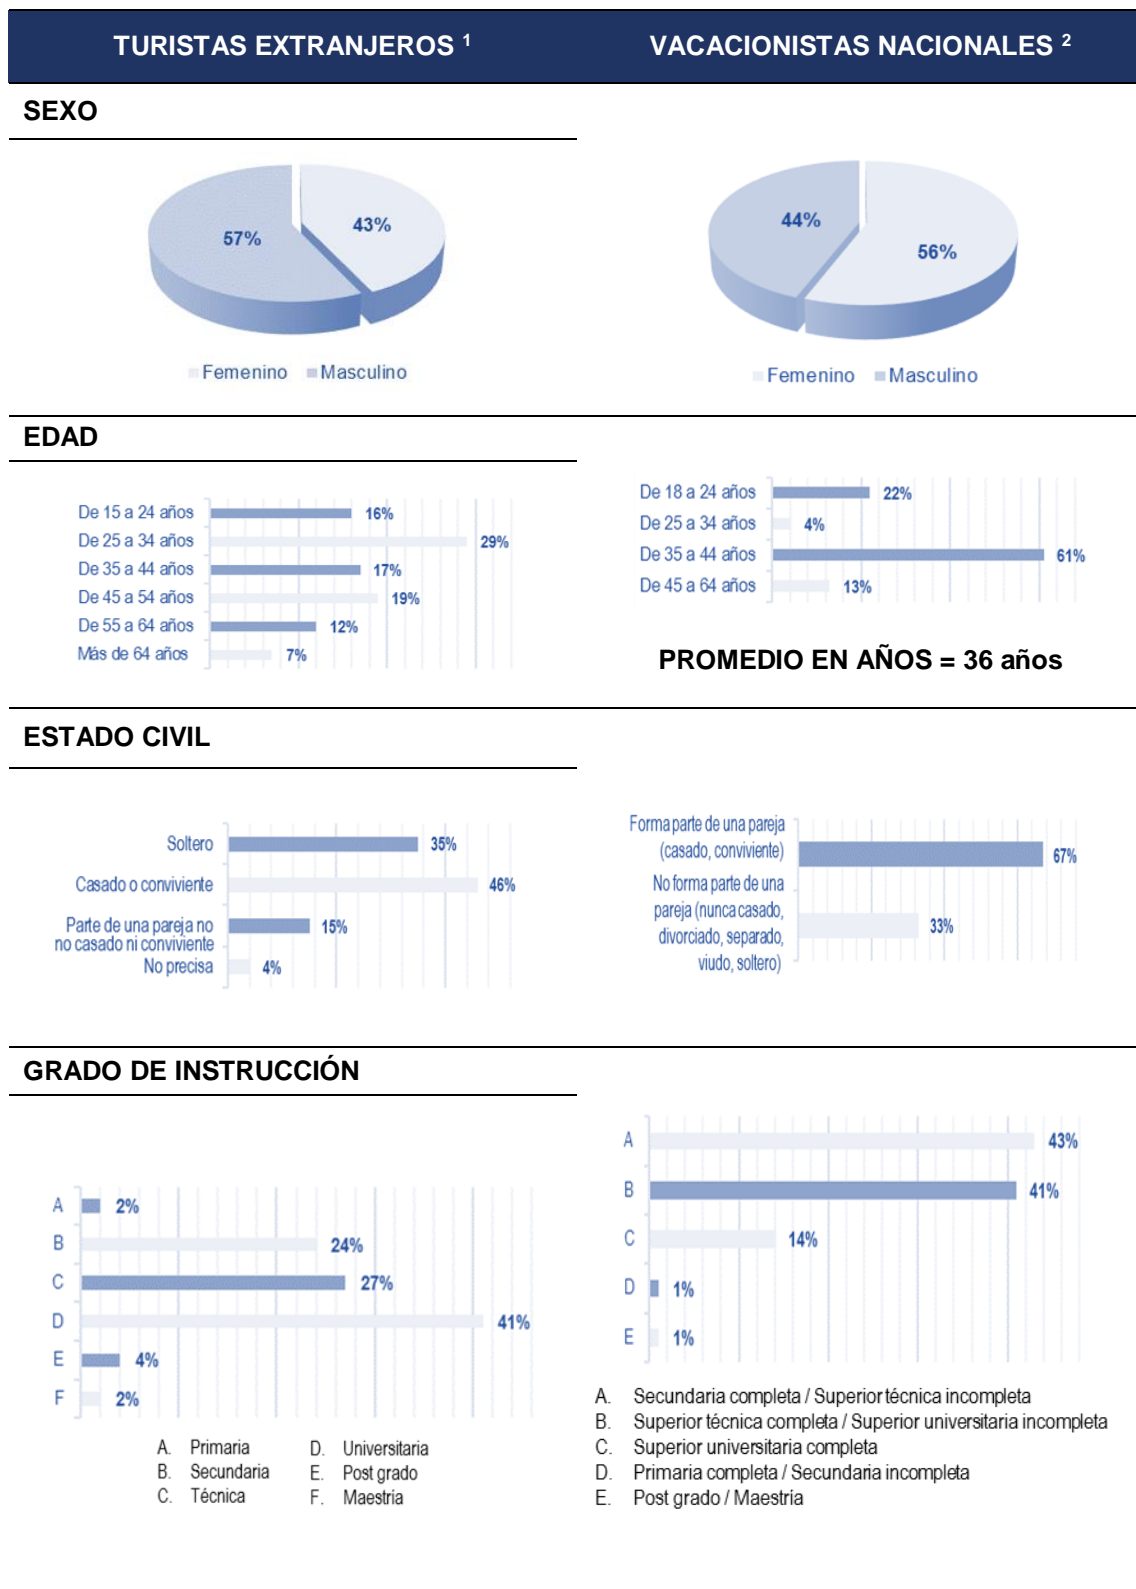 TURISTAS EXTRANJEROS 1
VACACIONISTAS NACIONALES 2
SEXO
57%
43%
Femenino
Masculino
44%
56%
Femenino
Masculino
EDAD
De 15 a 24 años 16%
De 25 a 34 años 29%
De 35 a 44 años 17%
De 45 a 54 años 19%
De 55 a 64 años 12%
Más de 64 años 7%
De 18 a 24 años 22%
De 25 a 34 años 4%
De 35 a 44 años 61%
De 45 a 64 años 13%
PROMEDIO EN AÑOS = 36 años
ESTADO CIVIL
Soltero 35%
Casado o conviviente 46%
Parte de una pareja no
no casado ni conviviente 15%
No precisa 4%
Forma parte de una pareja
(casado, conviviente) 67%
No forma parte de una
pareja (nunca casado,
divorciado, separado, 33%
viudo, soltero)
GRADO DE INSTRUCCIÓN
A 2%
B 24%
C 27%
D 41%
E 4%
F 2%
A. Primaria
B. Secundaria
C. Técnica
D. Universitaria
E. Post grado
F. Maestria
A 43%
B 41%
C 14%
D 1%
E 1%
A. Secundaria completa / Superior técnica incompleta
B. Superior técnica completa / Superior universitaria incompleta
C. Superior universitaria completa
D. Primaria completa / Secundaria incompleta
E. Post grado / Maestria